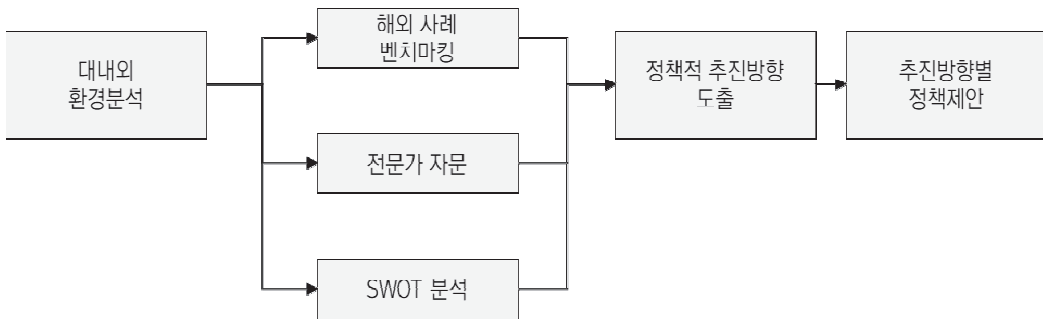 대내외
환경분석
해외 사례
벤치마킹
전문가 자문
SWOT 분석
정책적 추진방향
도출
추진방향별
정책제안